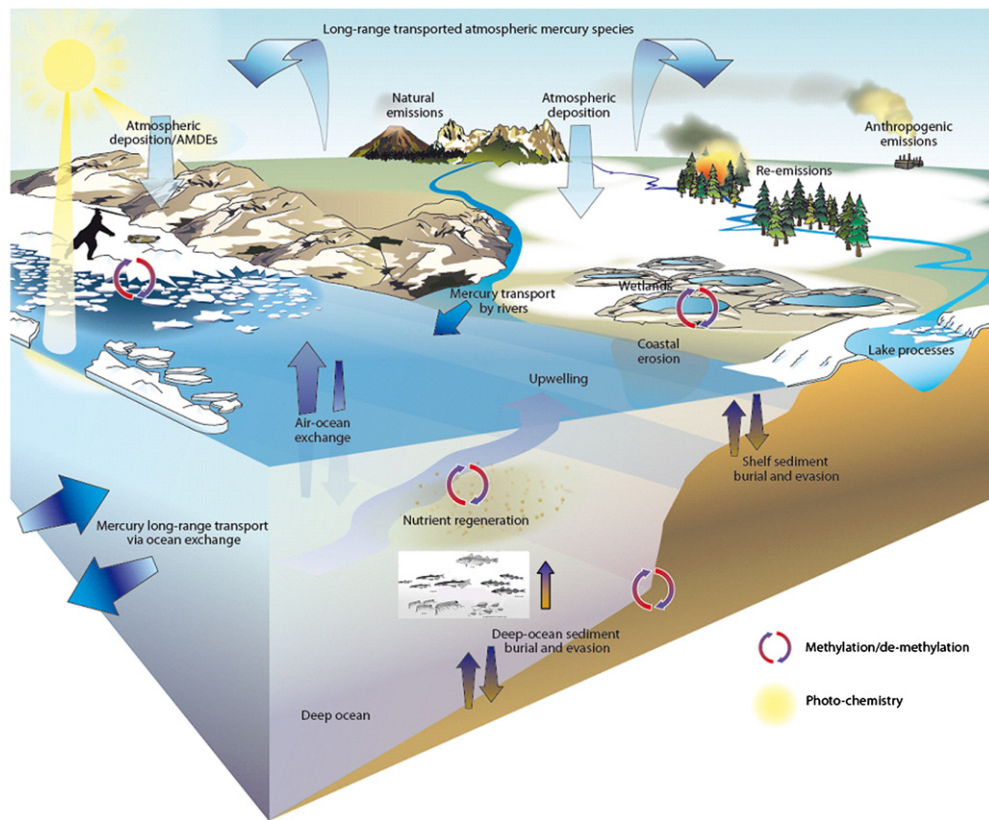 Long-range transported atmospheric mercury species
Natural
emissions
Atmospheric
deposition
Atmospheric
deposition/AMDEs
Anthropogenic
emissions
Re-emissions
Mercury transport
by rivers
Wetlands
Coastal
erosion
Lake processes
Upwelling
Air-ocean
exchange
Shelf sediment
burial and evasion
Nutrient regeneration
Mercury long-range transport
via ocean exchange
Deep-ocean sediment
burial and evasion
Methylation/de-methylation
Photo-chemistry
Deep ocean